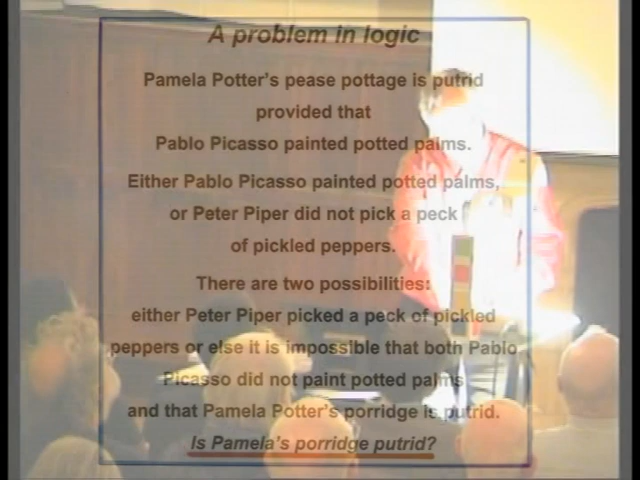 A problem in logic
Pamela Potter's pease pottage is putrid
provided that
Pablo Picasso painted potted palms.
Either Pablo Picasso painted potted palms,
or Peter Piper did not pick a peck
of pickled peppers.
There are two possibilities:
either Peter Piper picked a peck of pickled
peppers or else it is impossible that both Pablo
Picasso did not paint potted palms
and that Pamela Potter's porridge is putrid.
Is Pamela's porridge putrid?